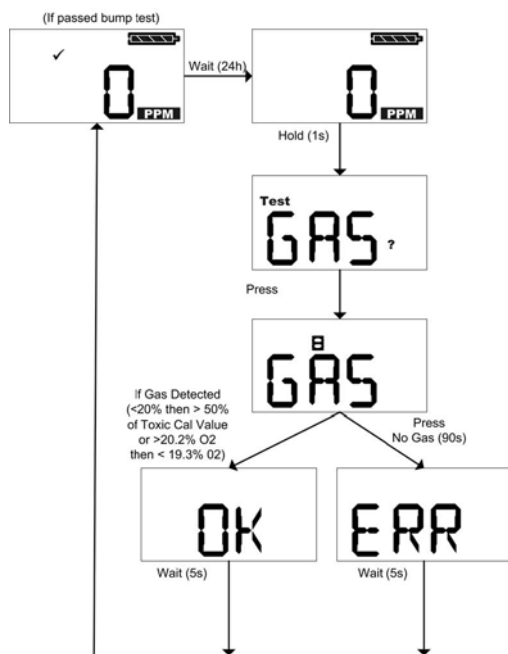 (If passed bump test)
✓
0
PPM
Wait (24h)
0
PPM
Hold (1s)
Test
GAS ?
Press
8
GAS
If Gas Detected
(<20% then > 50%
of Toxic Cal Value
or >20.2% O2
then < 19.3% 02)
Press
No Gas (90s)
OK
ERR
Wait (5s)
Wait (5s)